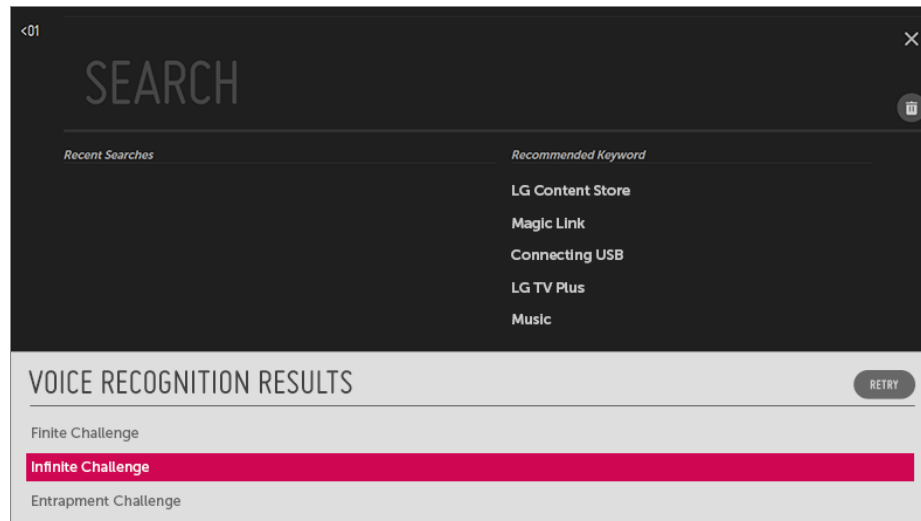 <01
SEARCH
Recent Searches
Recommended Keyword
LG Content Store
Magic Link
Connecting USB
LG TV Plus
Music
VOICE RECOGNITION RESULTS
RETRY
Finite Challenge
Infinite Challenge
Entrapment Challenge